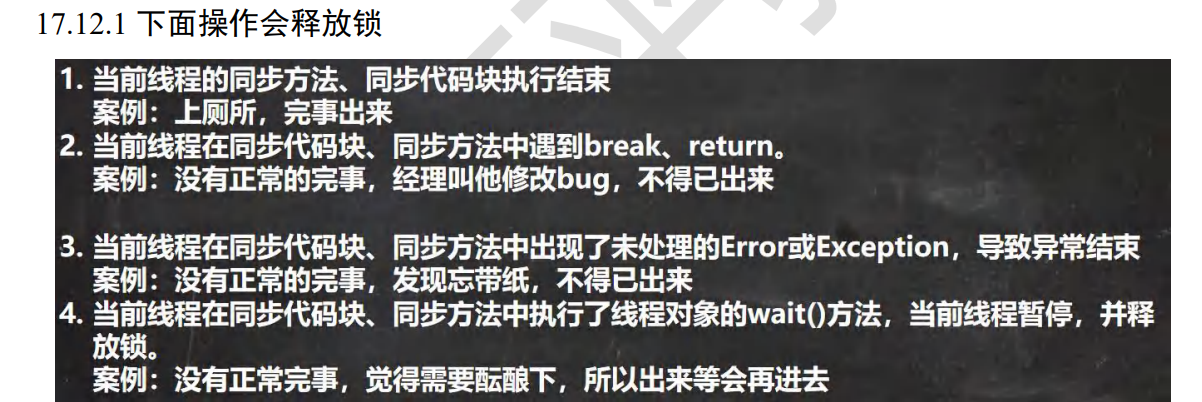 17.12.1 下面操作会释放锁
1. 当前线程的同步方法、同步代码块执行结束
案例：上厕所，完事出来
2. 当前线程在同步代码块、同步方法中遇到break、return。
案例：没有正常的完事，经理叫他修改bug，不得已出来
3. 当前线程在同步代码块、同步方法中出现了未处理的Error或Exception，导致异常结束
案例：没有正常的完事，发现忘带纸，不得已出来
4. 当前线程在同步代码块、同步方法中执行了线程对象的wait()方法，当前线程暂停，并释
放锁。
案例：没有正常完事，觉得需要酝酿下，所以出来等会再进去